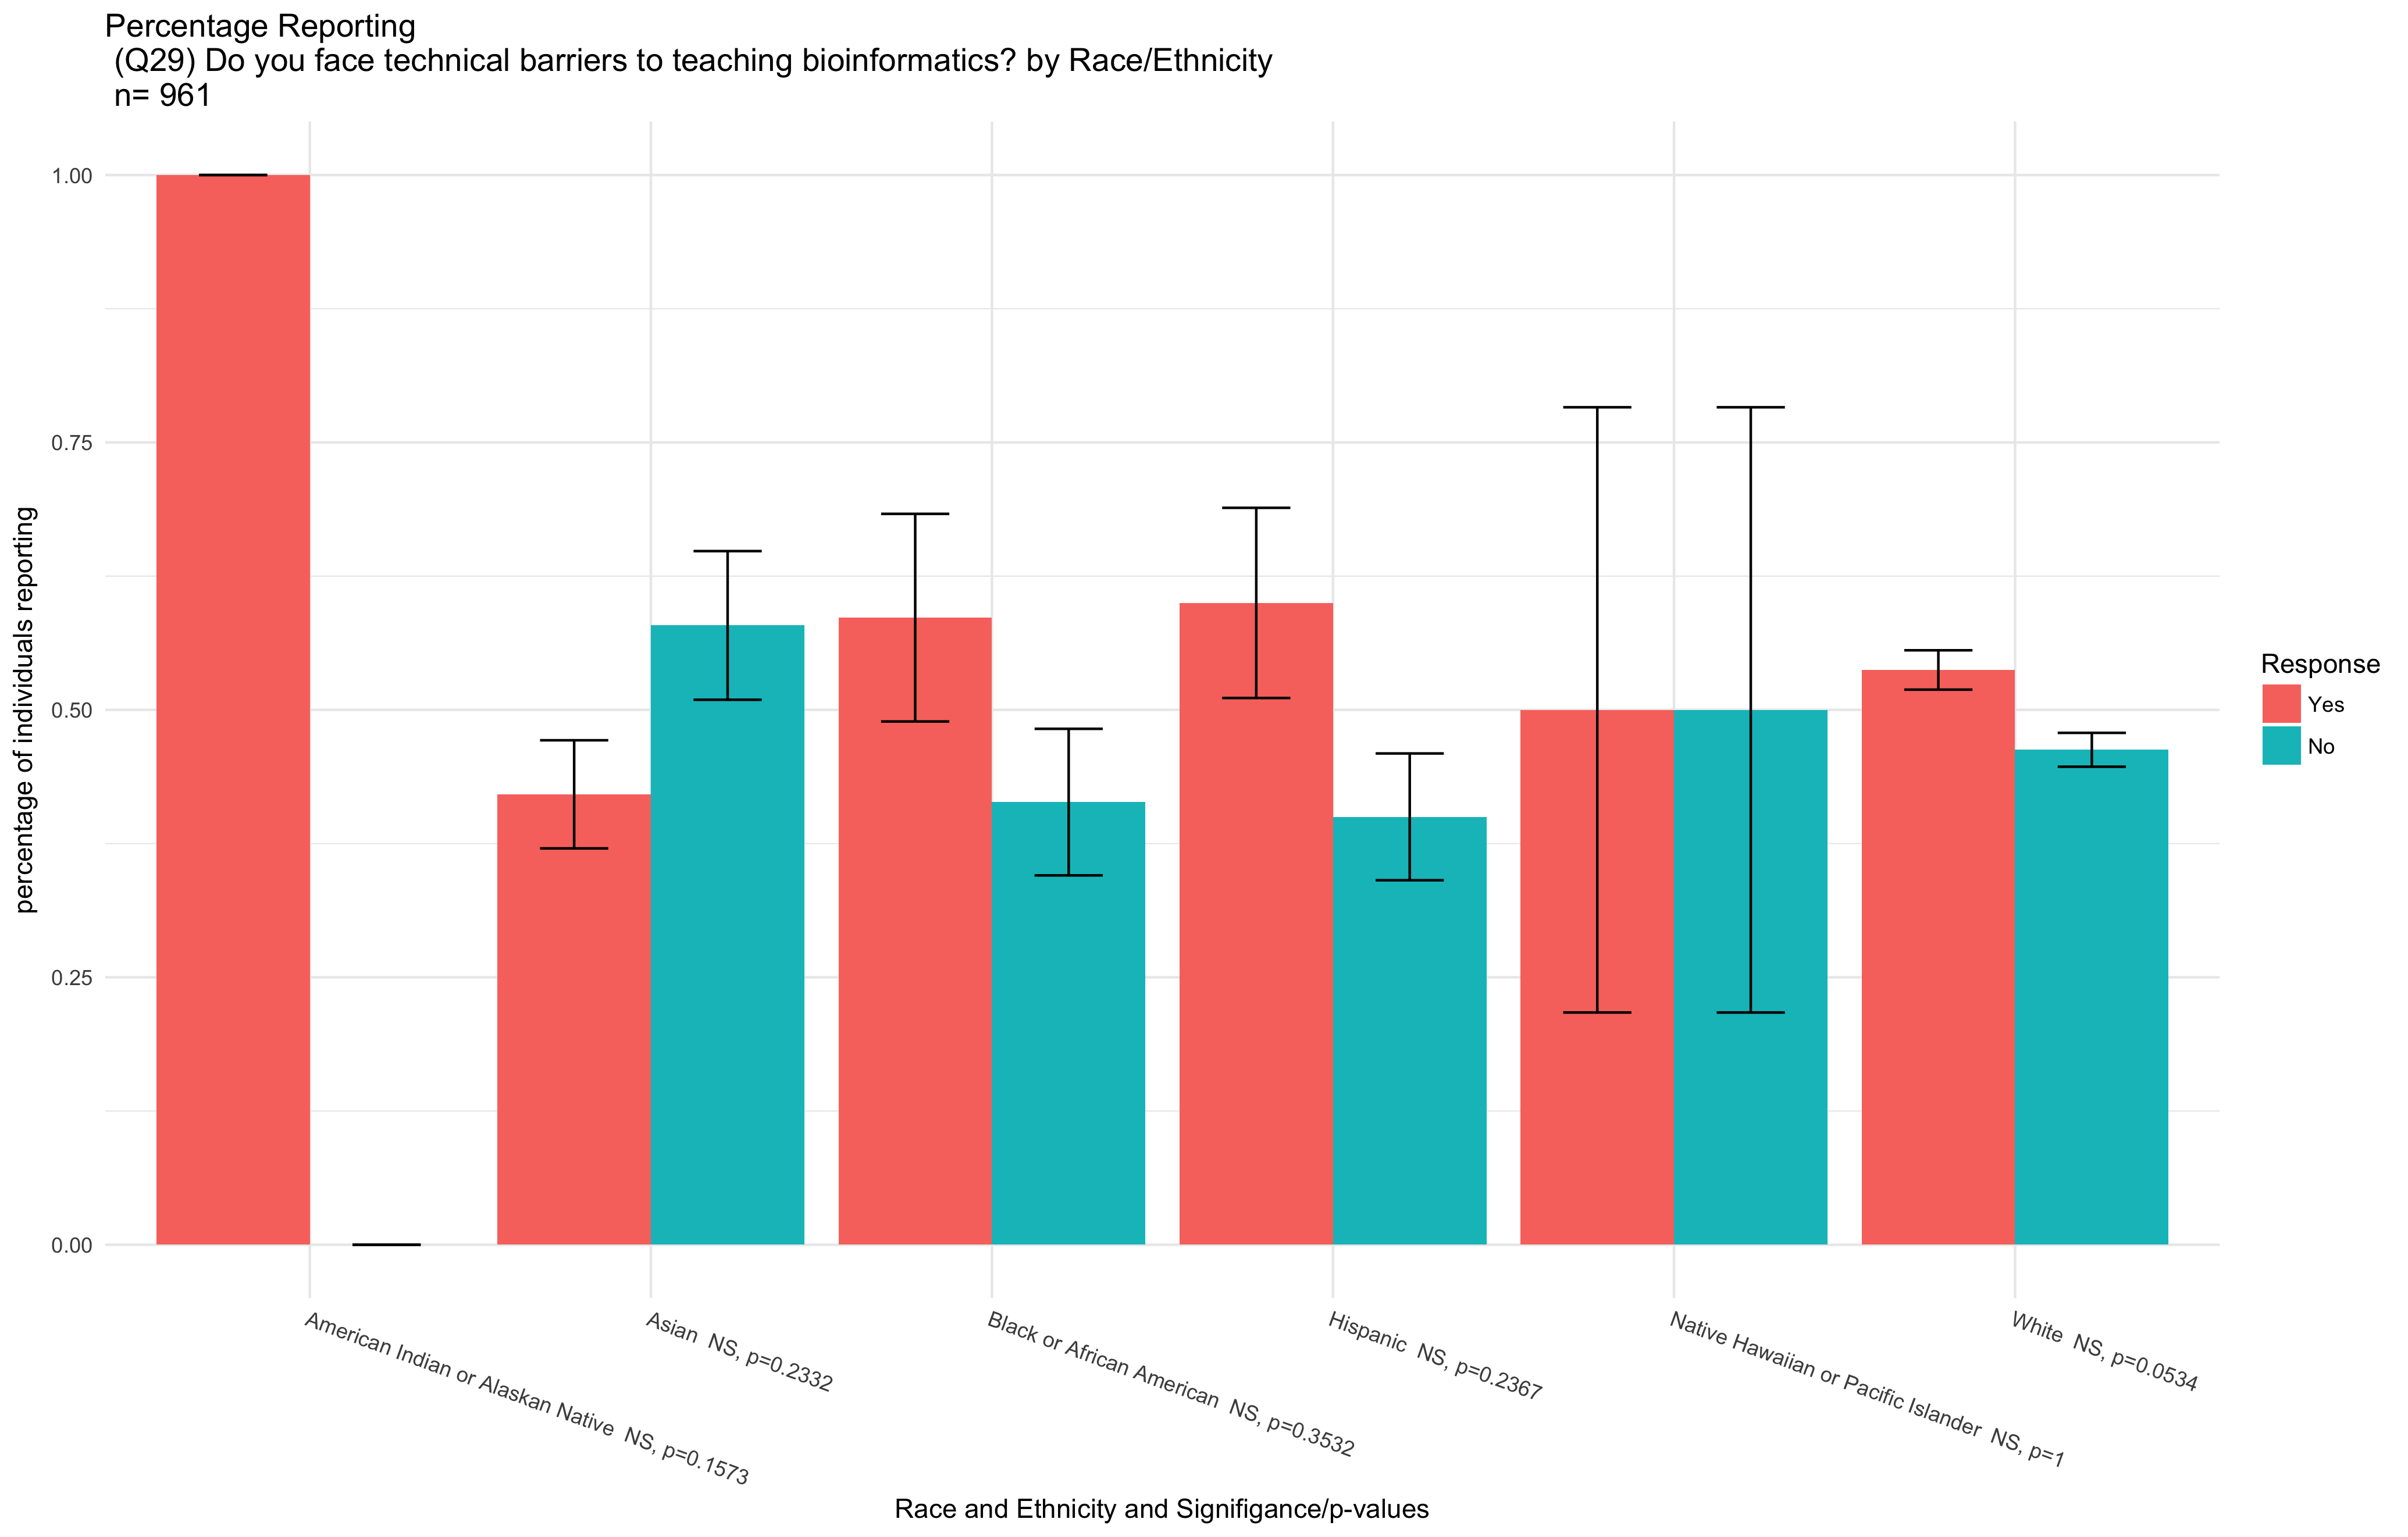 Percentage Reporting
(Q29) Do you face technical barriers to teaching bioinformatics? by Race/Ethnicity
n= 961
percentage of individuals reporting
1.00
0.75
0.50
0.25
0.00
Response
Yes
No
American Indian or Alaskan Native  NS, p=0.1573
Asian  NS, p=0.2332
Black or African American  NS, p=0.3532
Hispanic  NS, p=0.2367
Native Hawaiian or Pacific Islander  NS, p=1
White  NS, p=0.0534
Race and Ethnicity and Signifigance/p-values